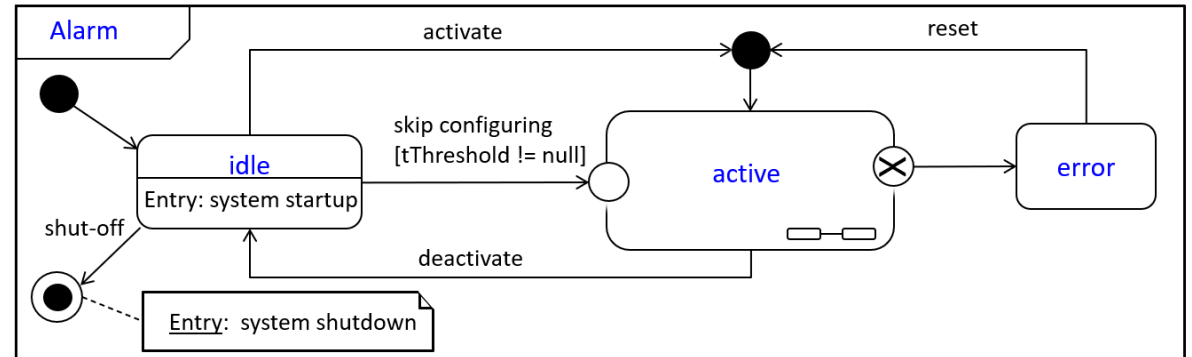 Alarm
activate
reset
skip configuring
[tThreshold != null]
idle
active
error
Entry: system startup
shut-off
deactivate
Entry: system shutdown